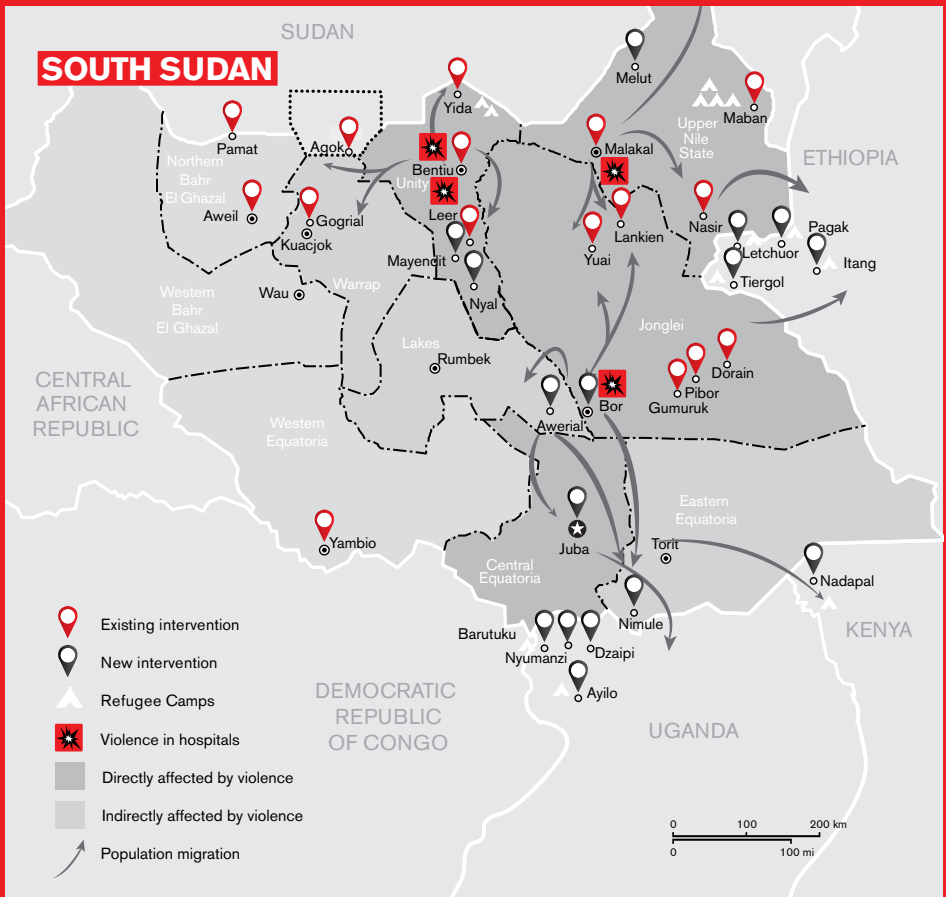 SUDAN
SOUTH SUDAN
Melut
Yida
Maban
Pamat
Agok
Malakal
Upper
Nile
State
ETHIOPIA
Northern
Bahr
El Ghazal
Bentiu
Unity
Aweil
Gogrial
Kuacjok
Leer
Nasir
Lankien
Yuai
Pagak
Letchuor
Itang
Tiergol
Mayendit
Nyal
Wau
Warrap
Western
Bahr
El Ghazal
Jonglei
Lakes
Rumbek
Dorain
Pibor
Gumuruk
CENTRAL
AFRICAN
REPUBLIC
Bor
Awerial
Western
Equatoria
Eastern
Equatoria
Yambio
Juba
Torit
Central
Equatoria
Nadapal
Nimule
KENYA
Barutuku
Nyumanzi
Dzaipi
Ayilo
DEMOCRATIC
REPUBLIC
OF CONGO
UGANDA
Existing intervention
New intervention
Refugee Camps
Violence in hospitals
Directly affected by violence
Indirectly affected by violence
Population migration
0 100 200 km
0 100 mi